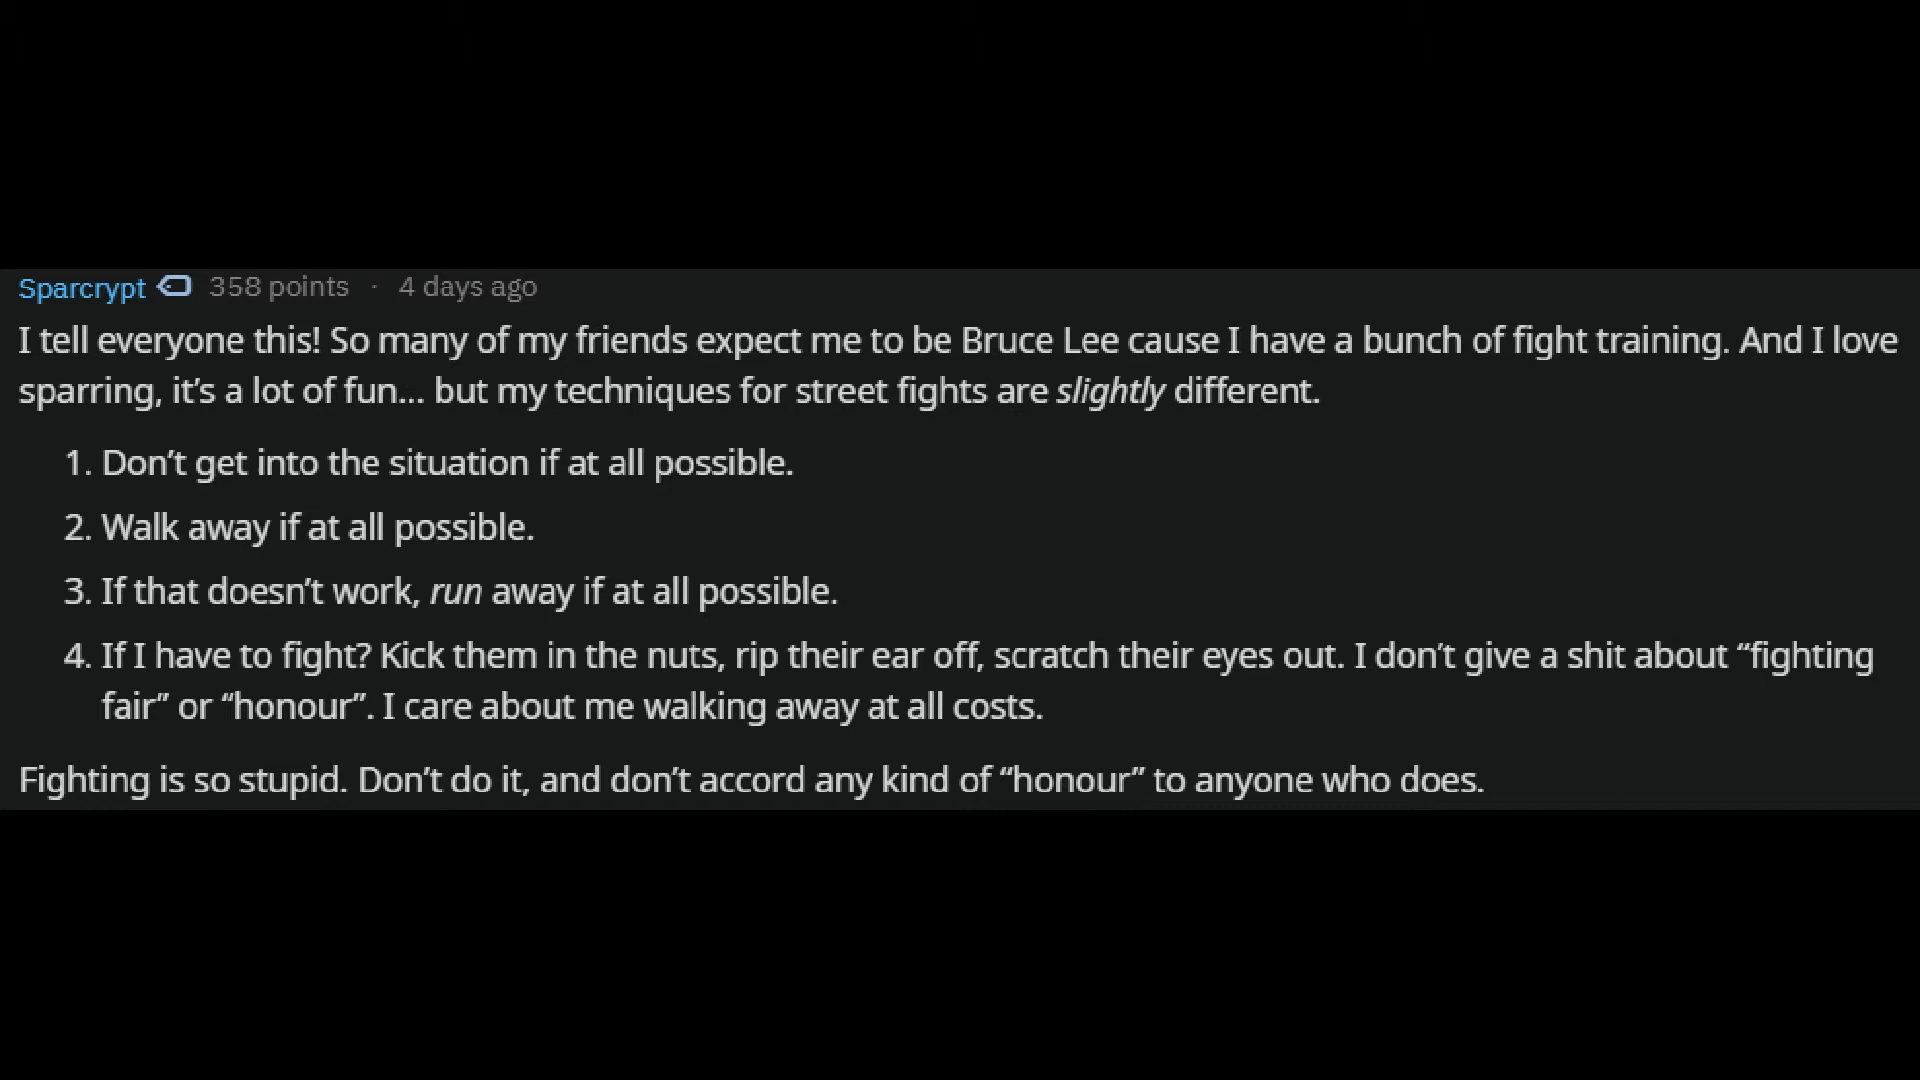 Sparcrypt 358 points · 4 days ago
I tell everyone this! So many of my friends expect me to be Bruce Lee cause I have a bunch of fight training. And I love
sparring, it’s a lot of fun... but my techniques for street fights are slightly different.
1. Don’t get into the situation if at all possible.
2. Walk away if at all possible.
3. If that doesn’t work, run away if at all possible.
4. If I have to fight? Kick them in the nuts, rip their ear off, scratch their eyes out. I don’t give a shit about “fighting
fair” or “honour”. I care about me walking away at all costs.
Fighting is so stupid. Don’t do it, and don’t accord any kind of “honour” to anyone who does.